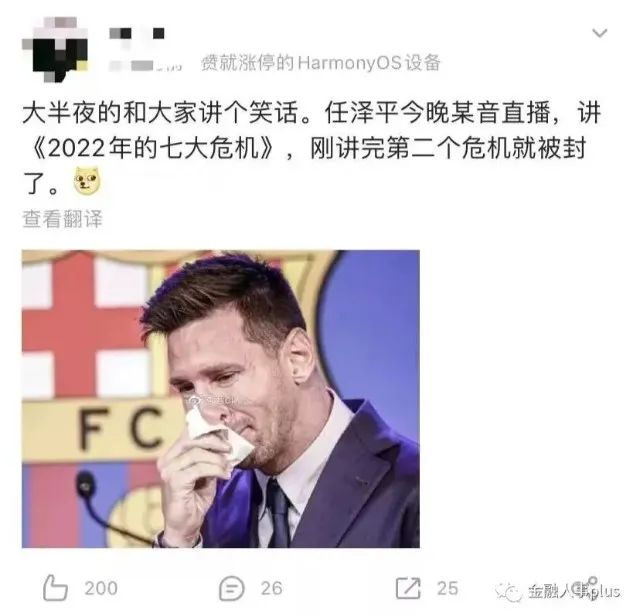 赞就涨停的HarmonyOS设备
大半夜的和大家讲个笑话。任泽平今晚某音直播，讲
《2022年的七大危机》，刚讲完第二个危机就被封
了。
查看翻译
FC
200
26
25
金融人事plus